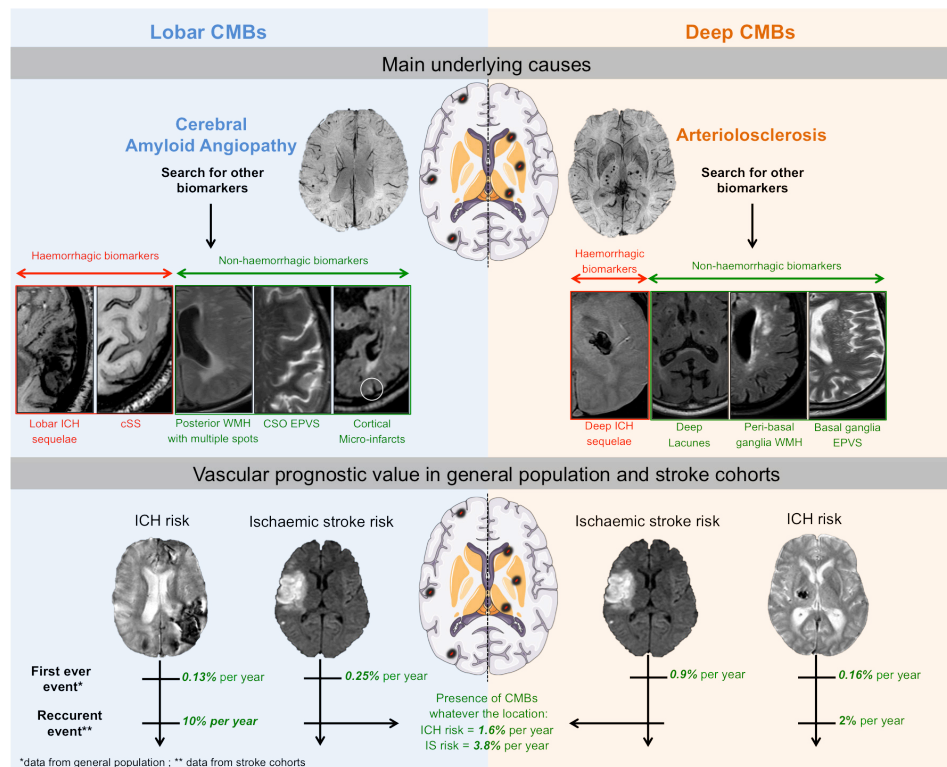 Lobar CMBs
Deep CMBs
Main underlying causes
Cerebral
Amyloid Angiopathy
Search for other
biomarkers
Arteriolosclerosis
Search for other
biomarkers
Haemorrhagic biomarkers
Non-haemorrhagic biomarkers
Haemorrhagic
biomarkers
Non-haemorrhagic biomarkers
Lobar ICH
sequelae
cSS
Posterior WMH
with multiple spots
CSO EPVS
Cortical
Micro-infarcts
Deep ICH
sequelae
Deep
Lacunes
Peri-basal
ganglia WMH
Basal ganglia
EPVS
Vascular prognostic value in general population and stroke cohorts
ICH risk
Ischaemic stroke risk
Ischaemic stroke risk
ICH risk
First ever
event*
0.13% per year
0.25% per year
0.9% per year
0.16% per year
Reccurent
event**
10% per year
Presence of CMBs
whatever the location:
ICH risk = 1.6% per year
IS risk = 3.8% per year
2% per year
*data from general population ; ** data from stroke cohorts